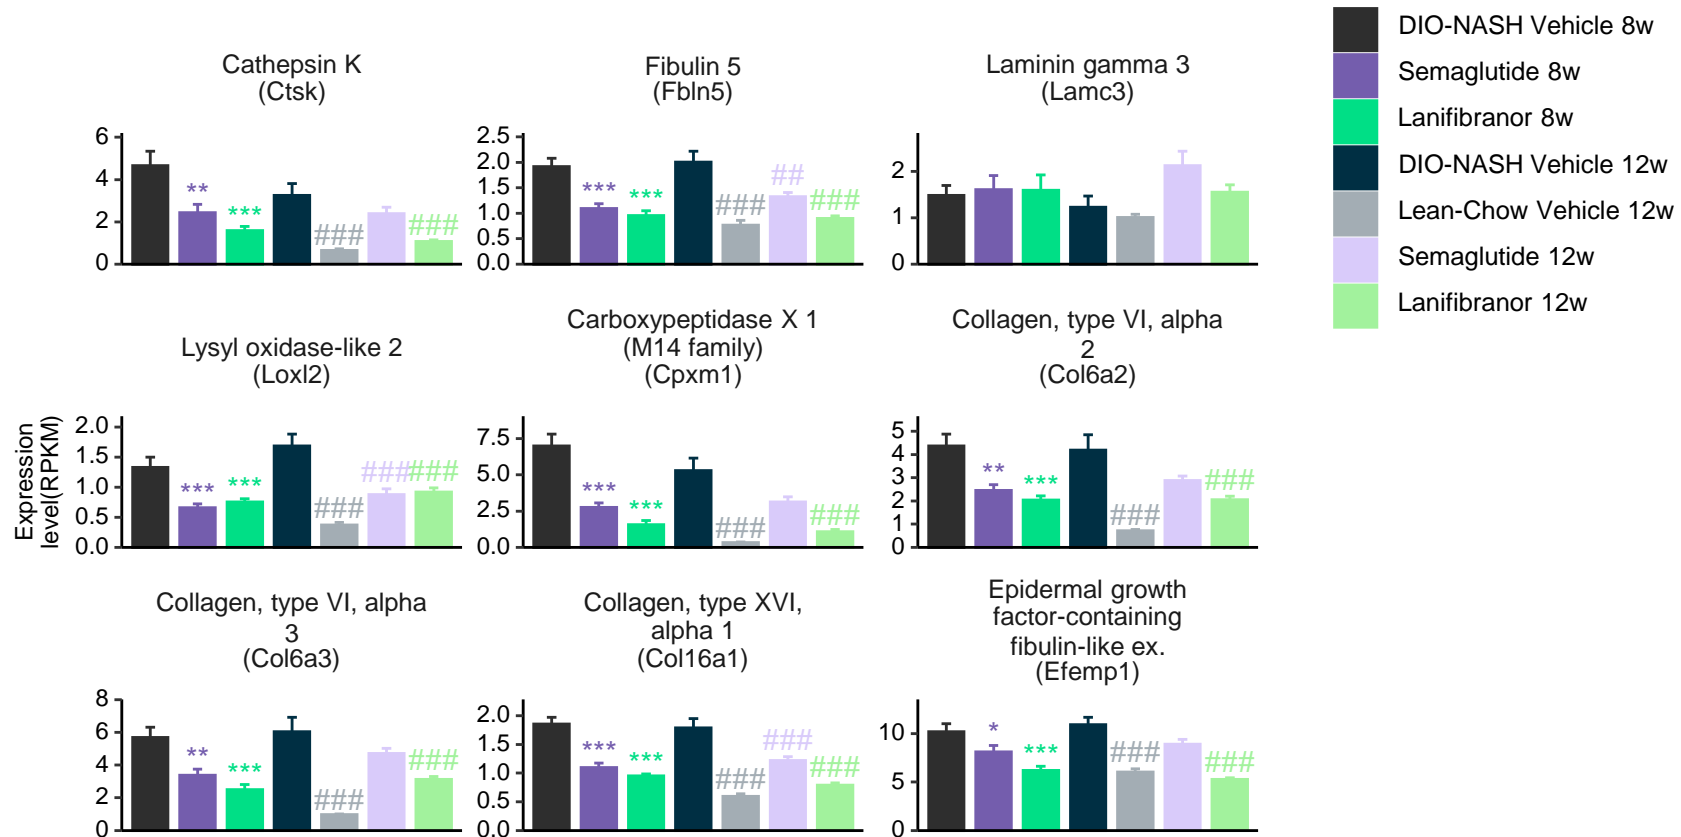 DIO-NASH Vehicle 8w
Semaglutide 8w
Lanifibranor 8w
DIO-NASH Vehicle 12w
Lean-Chow Vehicle 12w
Semaglutide 12w
Lanifibranor 12w
Cathepsin K
(Ctsk)
6
4
2
0
**
***
###
###
Fibulin 5
(Fbln5)
2.5
2.0
1.5
1.0
0.5
0.0
***
***
###
##
###
Laminin gamma 3
(Lamc3)
2
1
0
Expression
level(RPKM)
Lysyl oxidase-like 2
(Loxl2)
2.0
1.5
1.0
0.5
0.0
***
***
###
###
###
Carboxypeptidase X 1
(M14 family)
(Cpxm1)
7.5
5.0
2.5
0.0
***
***
###
###
Collagen, type VI, alpha
2
(Col6a2)
5
4
3
2
1
0
**
***
###
###
Collagen, type VI, alpha
3
(Col6a3)
8
6
4
2
0
**
***
###
###
Collagen, type XVI,
alpha 1
(Col16a1)
2.0
1.5
1.0
0.5
0.0
***
***
###
###
###
Epidermal growth
factor-containing
fibulin-like ex.
(Efemp1)
10
5
0
*
***
###
###